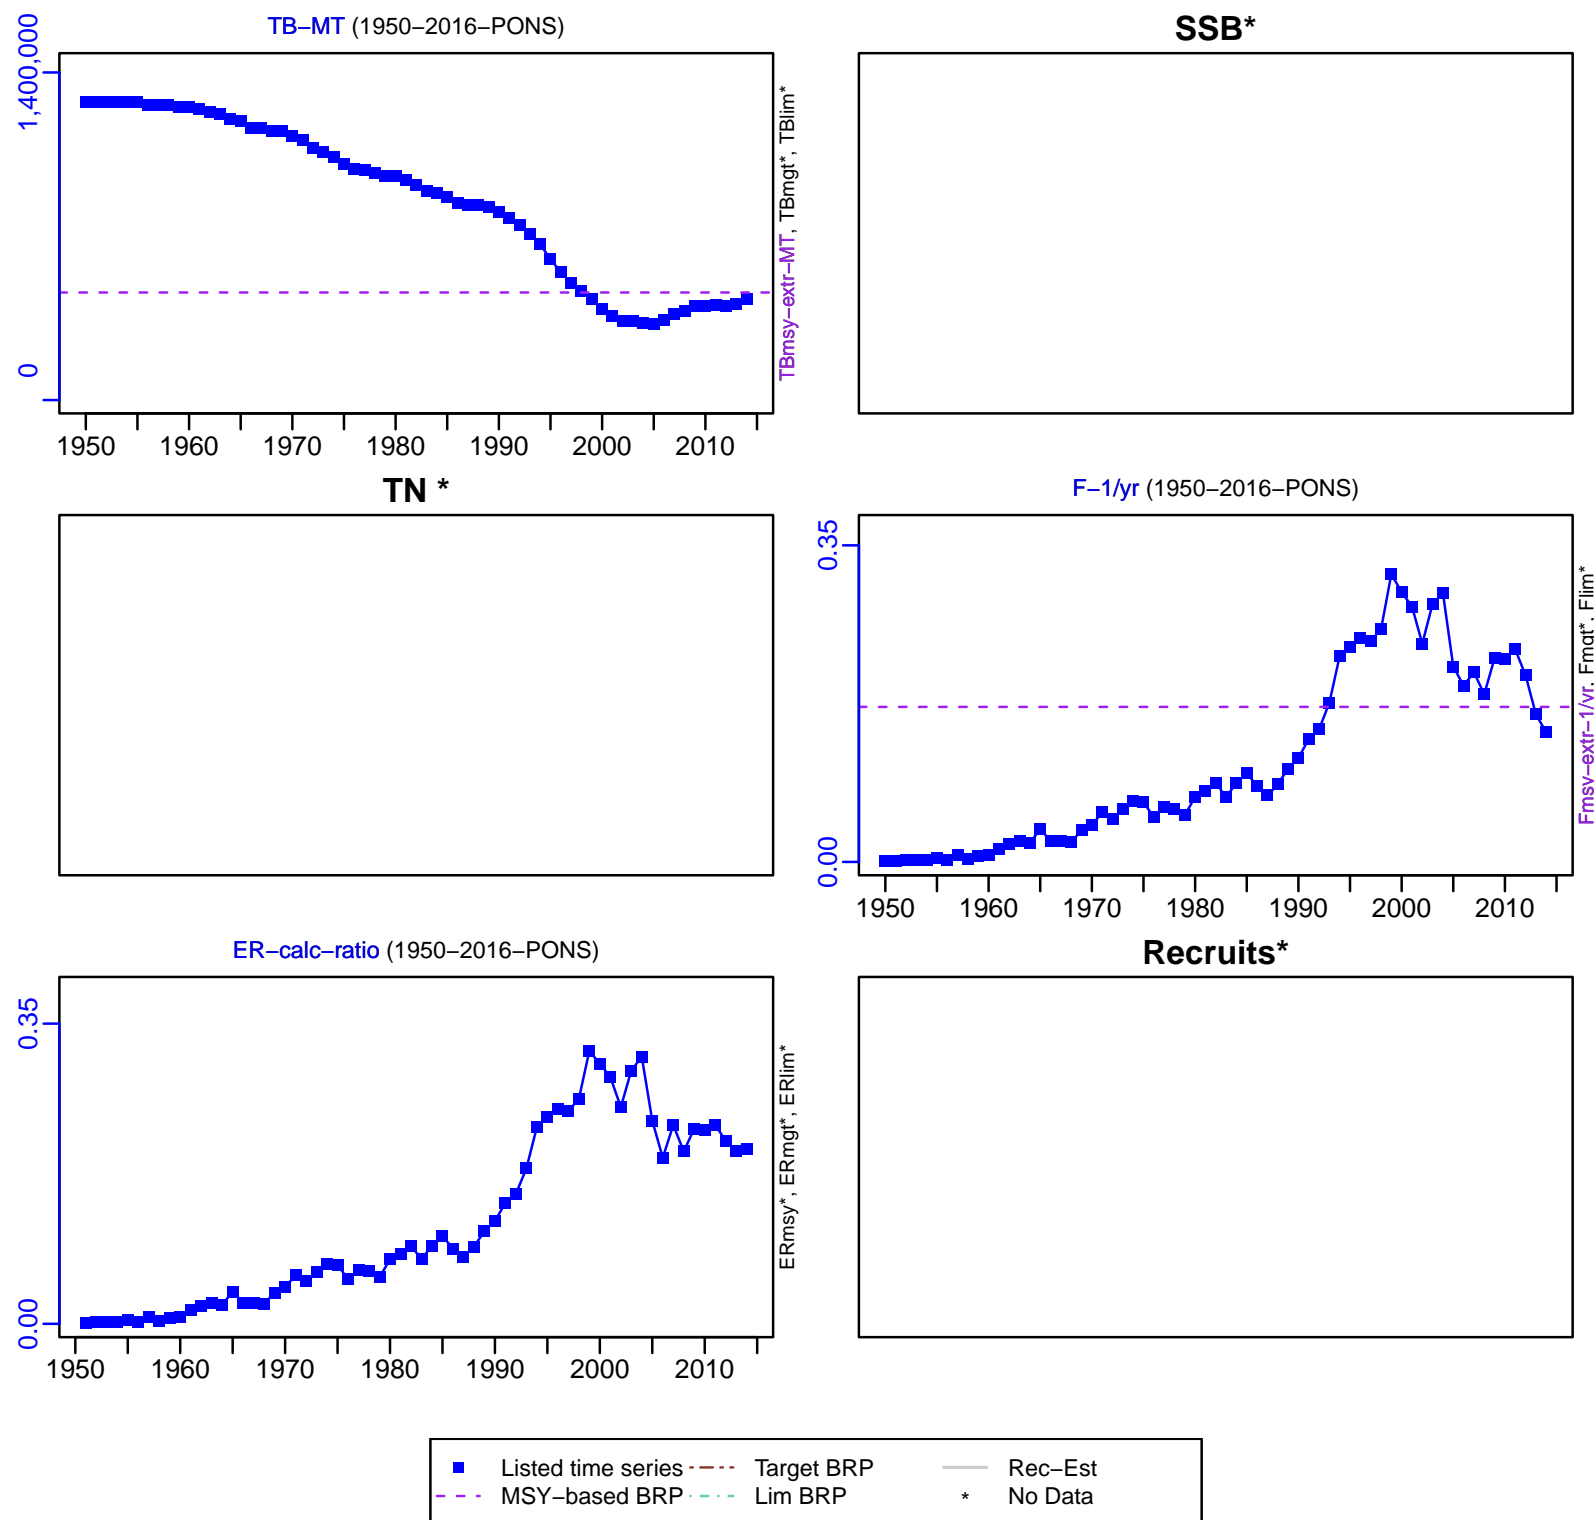 TB−MT (1950−2016−PONS)
1,400,000
0
TBmsy−extr−MT, TBmgt*, TBlim*
1950 1960 1970 1980 1990 2000 2010
SSB*
TN *
F−1/yr (1950−2016−PONS)
0.35
0.00
Fmsy−extr−1/yr, Fmgt*, Flim*
1950 1960 1970 1980 1990 2000 2010
ER−calc−ratio (1950−2016−PONS)
0.35
0.00
ERmsy*, ERmgt*, ERlim*
1950 1960 1970 1980 1990 2000 2010
Recruits*
Listed time series Target BRP Rec−Est
MSY−based BRP Lim BRP * No Data